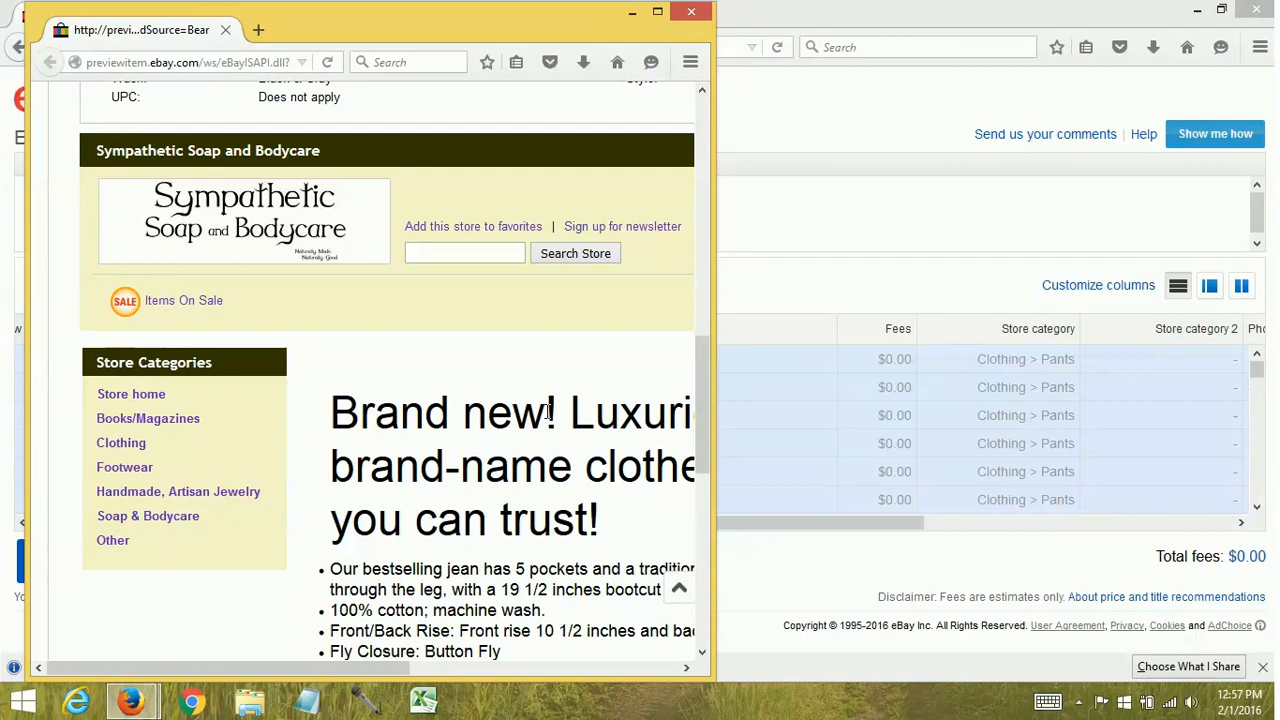 http://previ...dSource=Bear
previewitem.ebay.com/ws/eBayISAPI.dll?
Search
Search
UPC: Does not apply
Sympathetic Soap and Bodycare
Sympathetic
Soap and Bodycare
Naturally Made.
Naturally Good
Add this store to favorites | Sign up for newsletter
Search Store
SALE Items On Sale
Store Categories
Store home
Books/Magazines
Clothing
Footwear
Handmade, Artisan Jewelry
Soap & Bodycare
Other
Brand new! Luxuri
brand-name clothe
you can trust!
Our bestselling jean has 5 pockets and a tradition
through the leg, with a 19 1/2 inches bootcut
100% cotton; machine wash.
Front/Back Rise: Front rise 10 1/2 inches and bac
Fly Closure: Button Fly
Send us your comments Help Show me how
Customize columns
Fees Store category Store category 2 Pho
$0.00 Clothing > Pants -
$0.00 Clothing > Pants -
$0.00 Clothing > Pants -
$0.00 Clothing > Pants -
$0.00 Clothing > Pants -
$0.00 Clothing > Pants -
Total fees: $0.00
Disclaimer: Fees are estimates only. About price and title recommendations
Copyright © 1995-2016 eBay Inc. All Rights Reserved. User Agreement, Privacy, Cookies and AdChoice
Choose What I Share
12:57 PM
2/1/2016